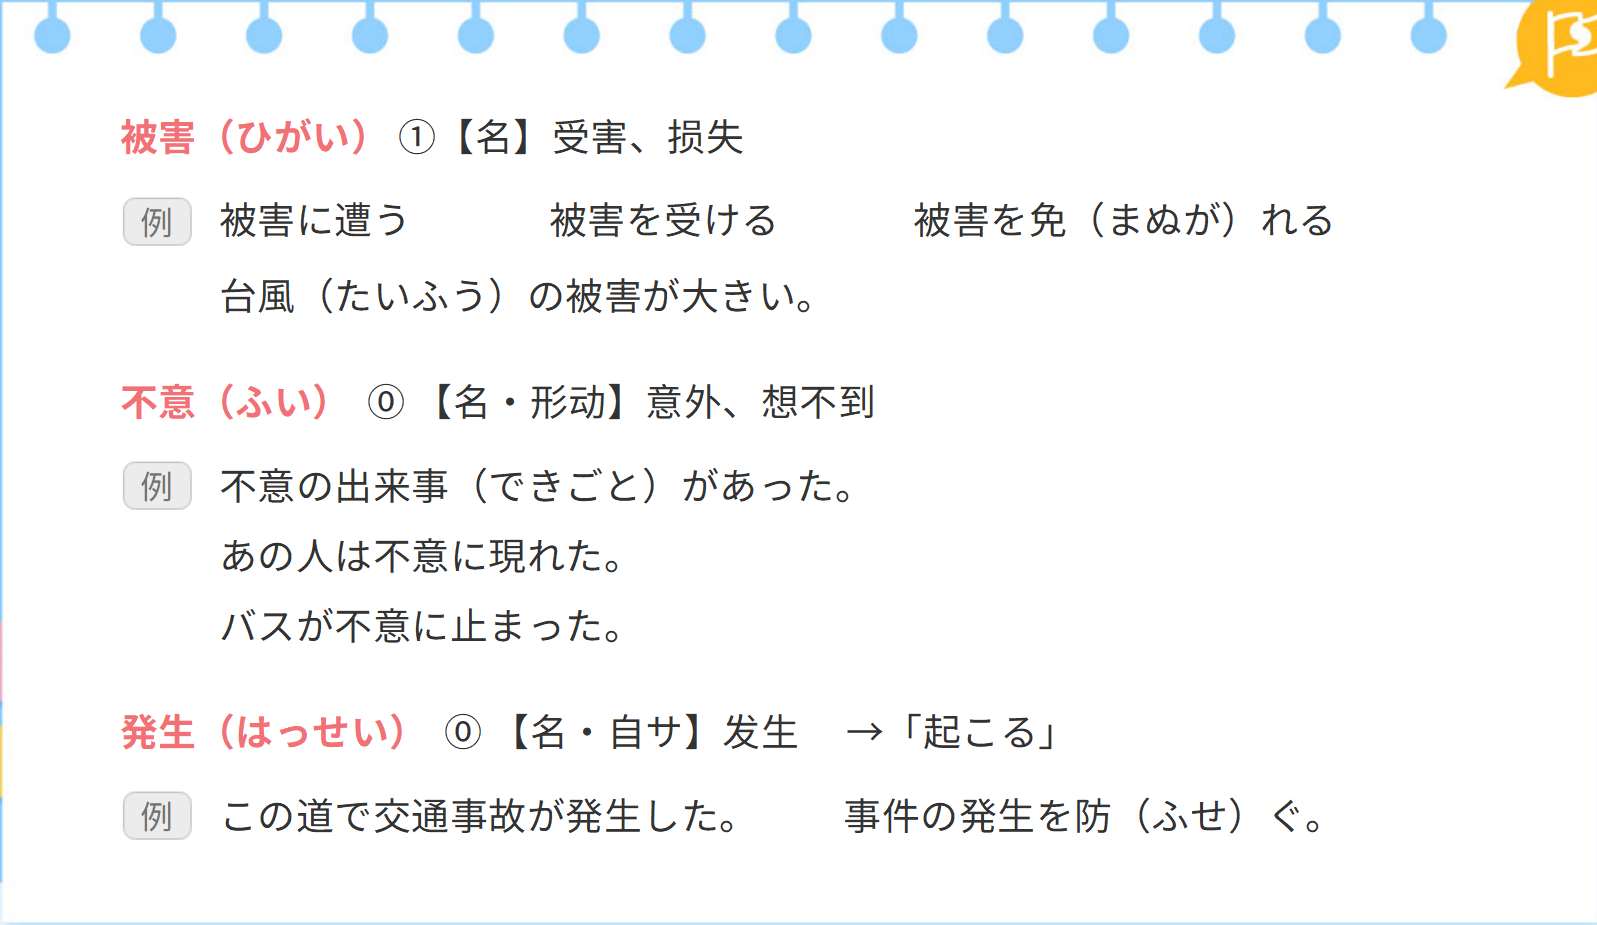 被害（ひがい） ①【名】受害、损失
例 被害に遭う 被害を受ける 被害を免（まぬが）れる
台風（たいふう）の被害が大きい。
不意（ふい） ⓪【名・形动】意外、想不到
例 不意の出来事（できごと）があった。
あの人は不意に現れた。
バスが不意に止まった。
発生（はっせい） ⓪【名・自サ】发生 →「起こる」
例 この道で交通事故が発生した。 事件の発生を防（ふせ）ぐ。